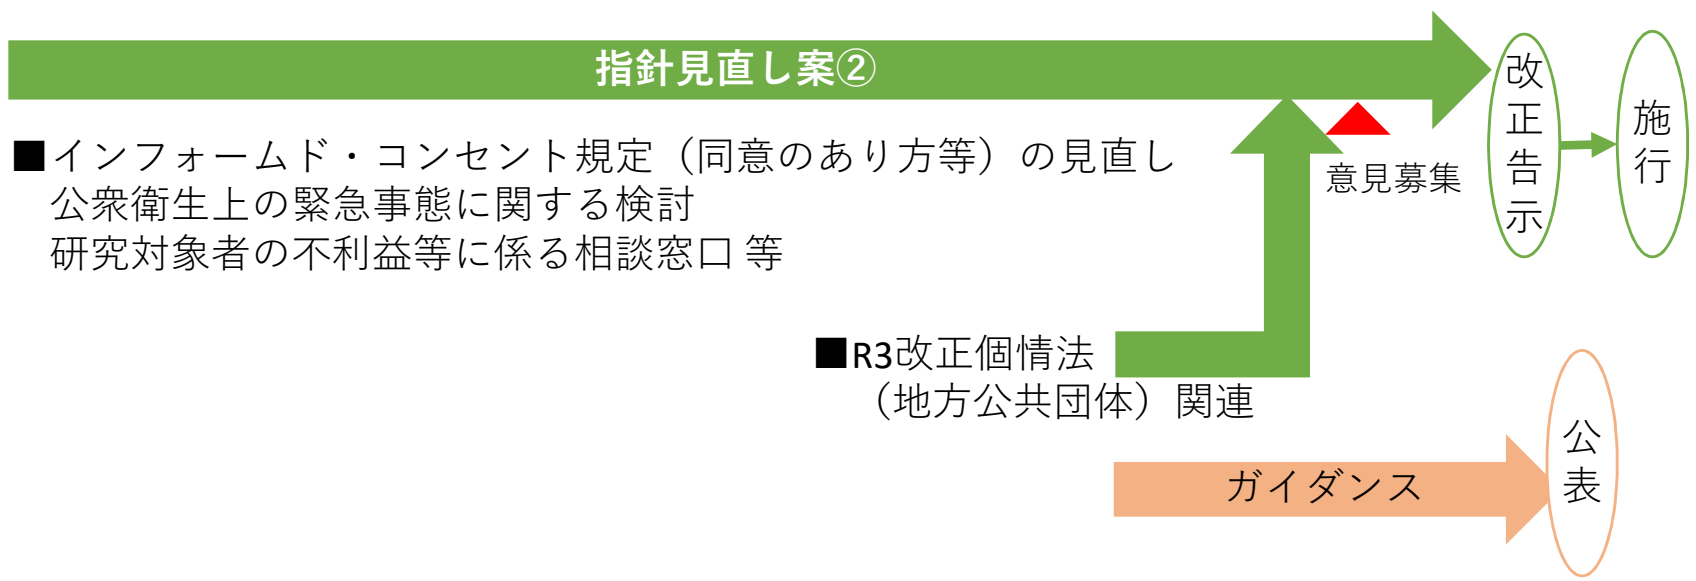 指針見直し案②
■インフォームド・コンセント規定（同意のあり方等）の見直し
公衆衛生上の緊急事態に関する検討
研究対象者の不利益等に係る相談窓口 等
意見募集
改正告示
施行
■R3改正個情法
（地方公共団体）関連
ガイダンス
公表